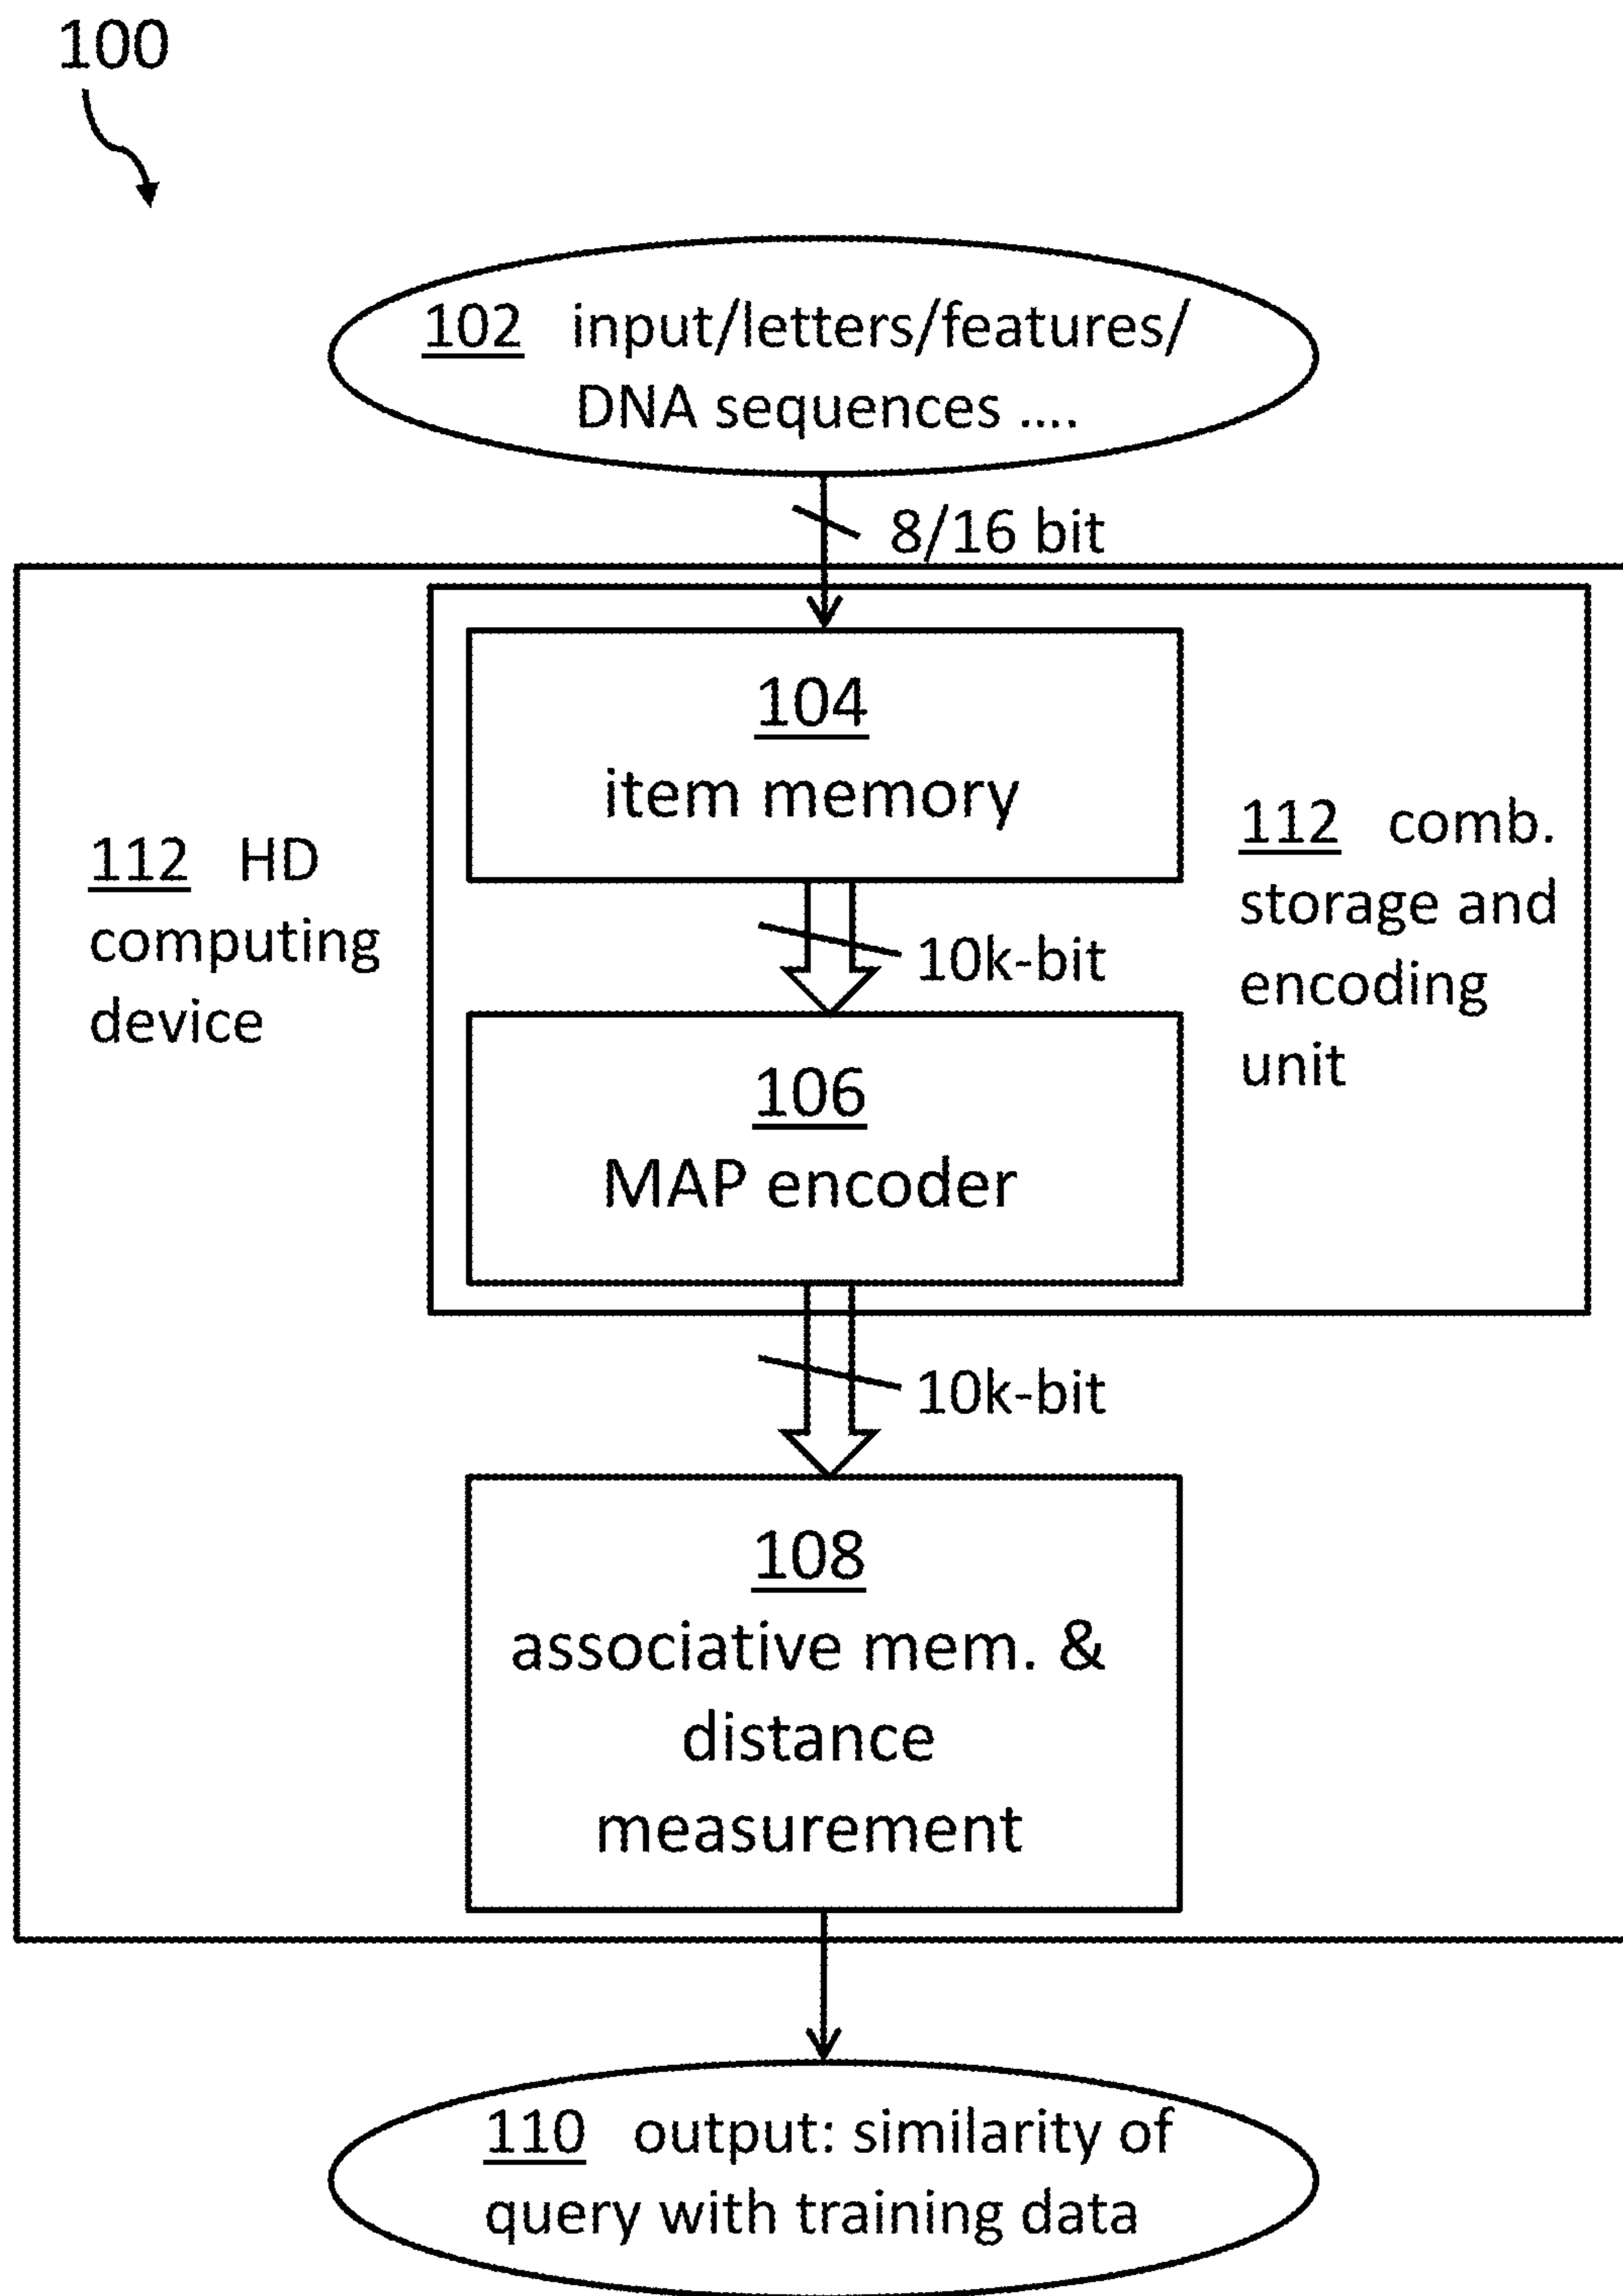 100
102 input/letters/features/
DNA sequences ....
8/16 bit
104
item memory
112 HD
computing
device
112 comb.
storage and
encoding
unit
10k-bit
106
MAP encoder
10k-bit
108
associative mem. &
distance
measurement
110 output: similarity of
query with training data